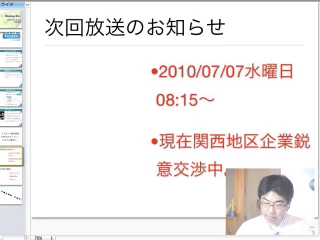 次回放送のお知らせ
•2010/07/07水曜日
08:15〜
•現在関西地区企業鋭
意交渉中。